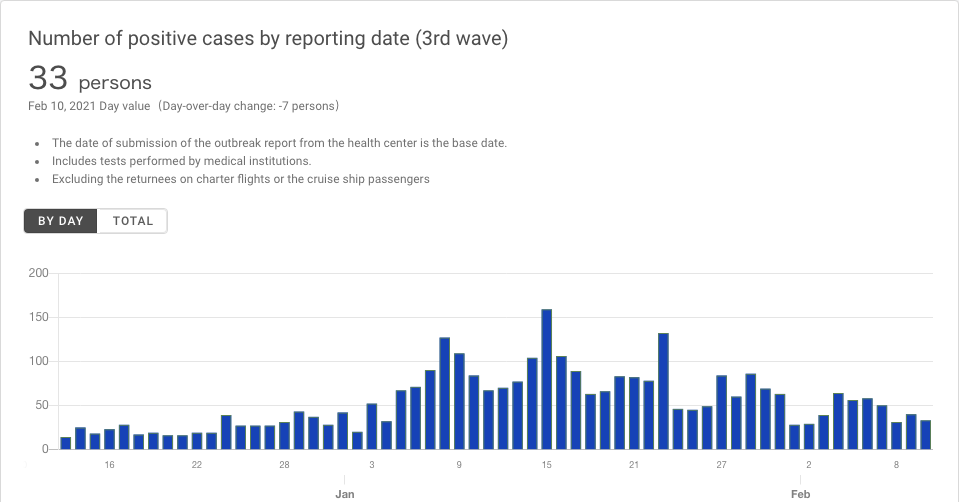 Number of positive cases by reporting date (3rd wave)
33 persons
Feb 10, 2021 Day value（Day-over-day change: -7 persons）
• The date of submission of the outbreak report from the health center is the base date.
• Includes tests performed by medical institutions.
• Excluding the returnees on charter flights or the cruise ship passengers
BY DAY TOTAL
200
150
100
50
0
16 22 28 3 9 15 21 27 2 8
Jan Feb